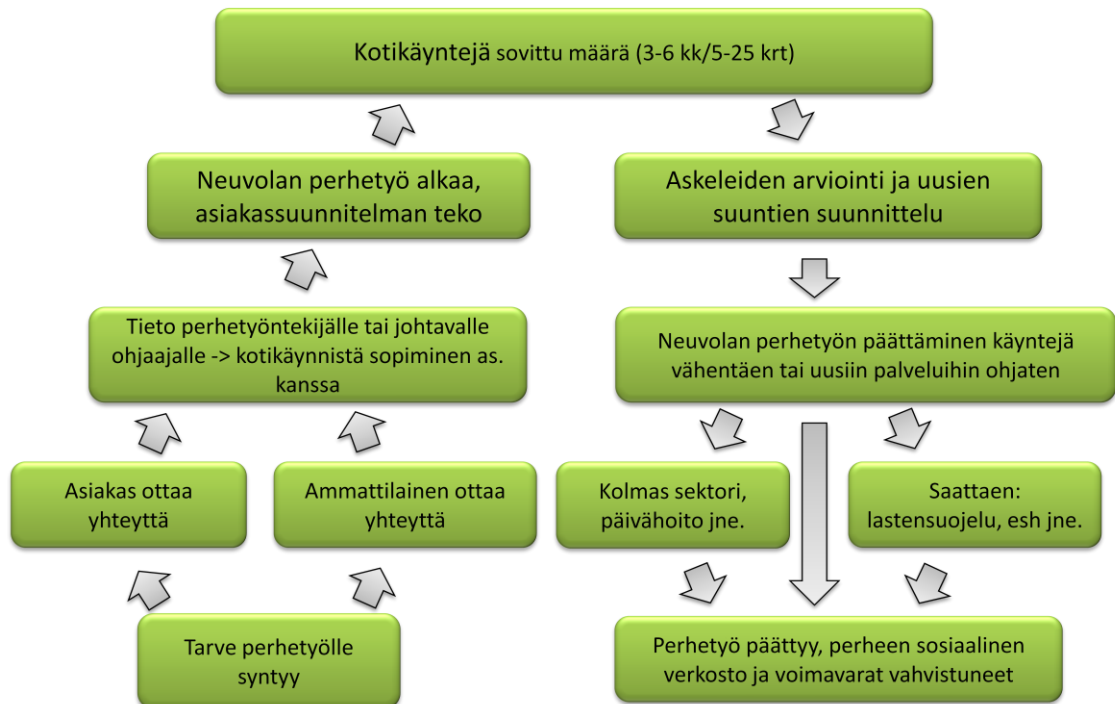 Kotikäyntejä sovittu määrä (3-6 kk/5-25 krt)
Neuvolan perhetyö alkaa,
asiakassuunnitelman teko
Askeleiden arviointi ja uusien
suuntien suunnittelu
Tieto perhetyöntekijälle tai johtavalle
ohjaajalle -> kotikäynnistä sopiminen as.
kanssa
Neuvolan perhetyön päättäminen käyntejä
vähentäen tai uusiin palveluihin ohjaten
Asiakas ottaa
yhteyttä
Ammattilainen ottaa
yhteyttä
Kolmas sektori,
päivähoito jne.
Saattaen:
lastensuojelu, esh jne.
Tarve perhetyölle
syntyy
Perhetyö päättyy, perheen sosiaalinen
verkosto ja voimavarat vahvistuneet